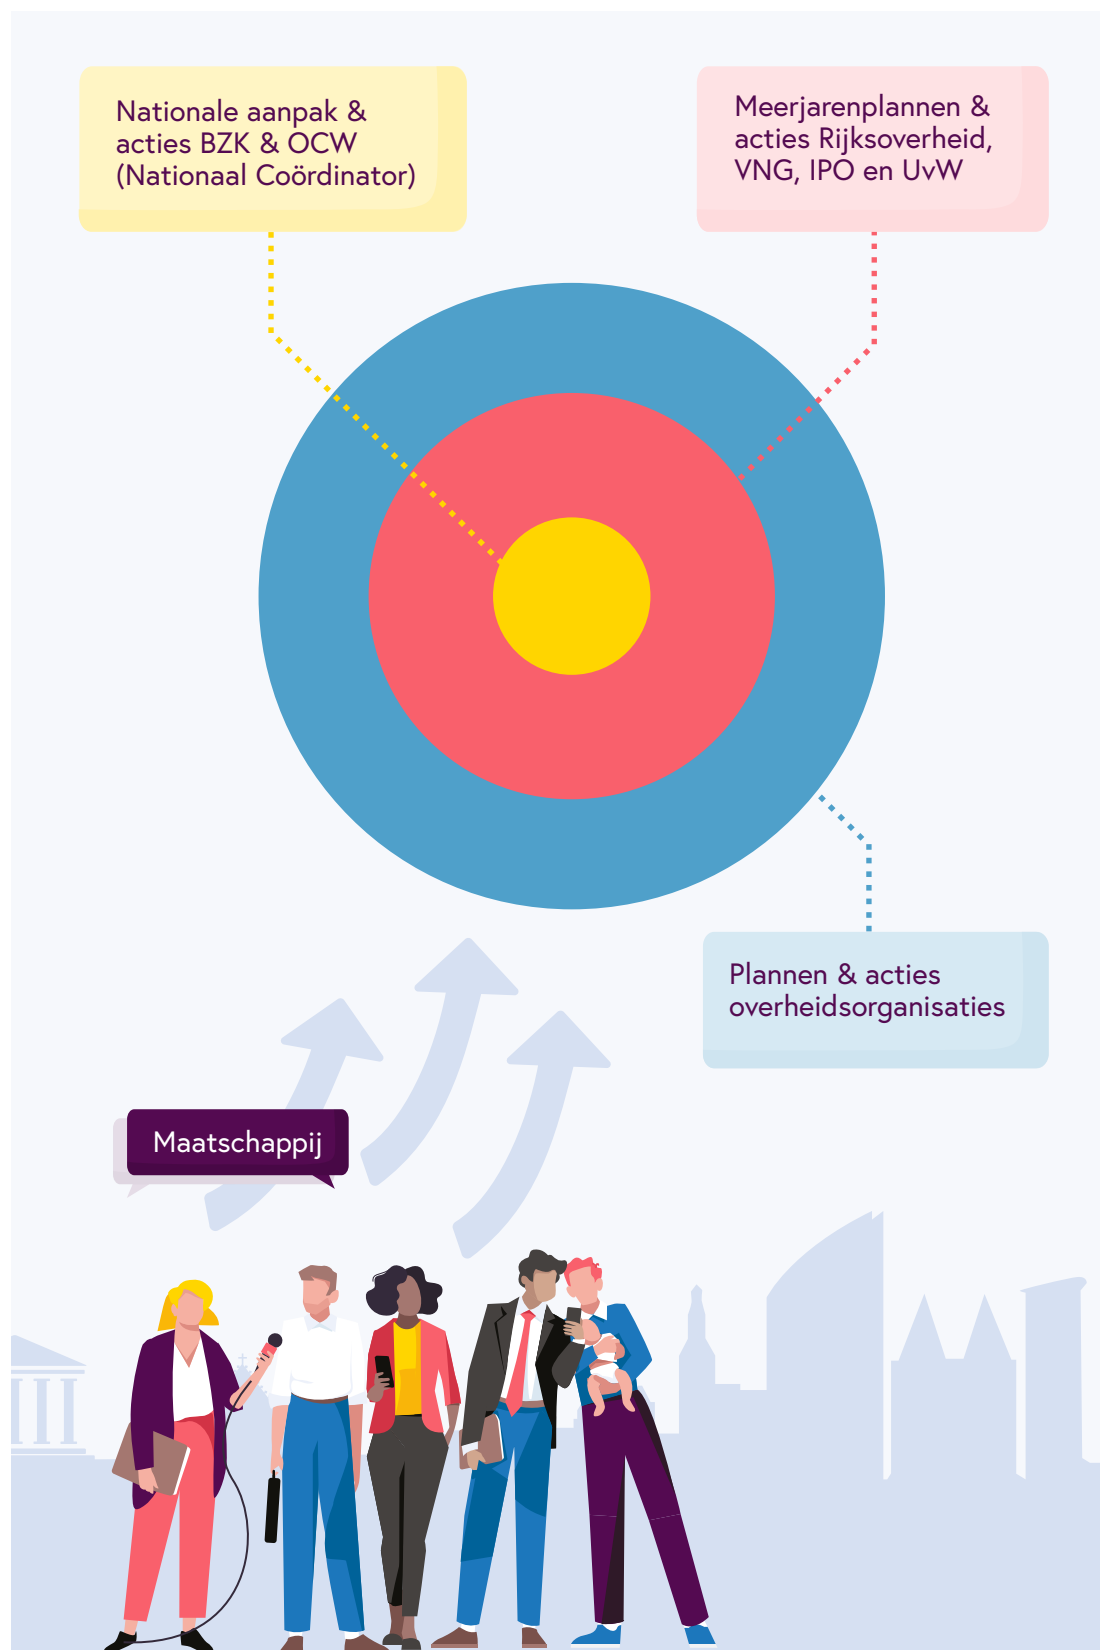 Nationale aanpak &
acties BZK & OCW
(Nationaal Coördinator)
Meerjarenplannen &
acties Rijksoverheid,
VNG, IPO en UvW
Plannen & acties
overheidsorganisaties
Maatschappij